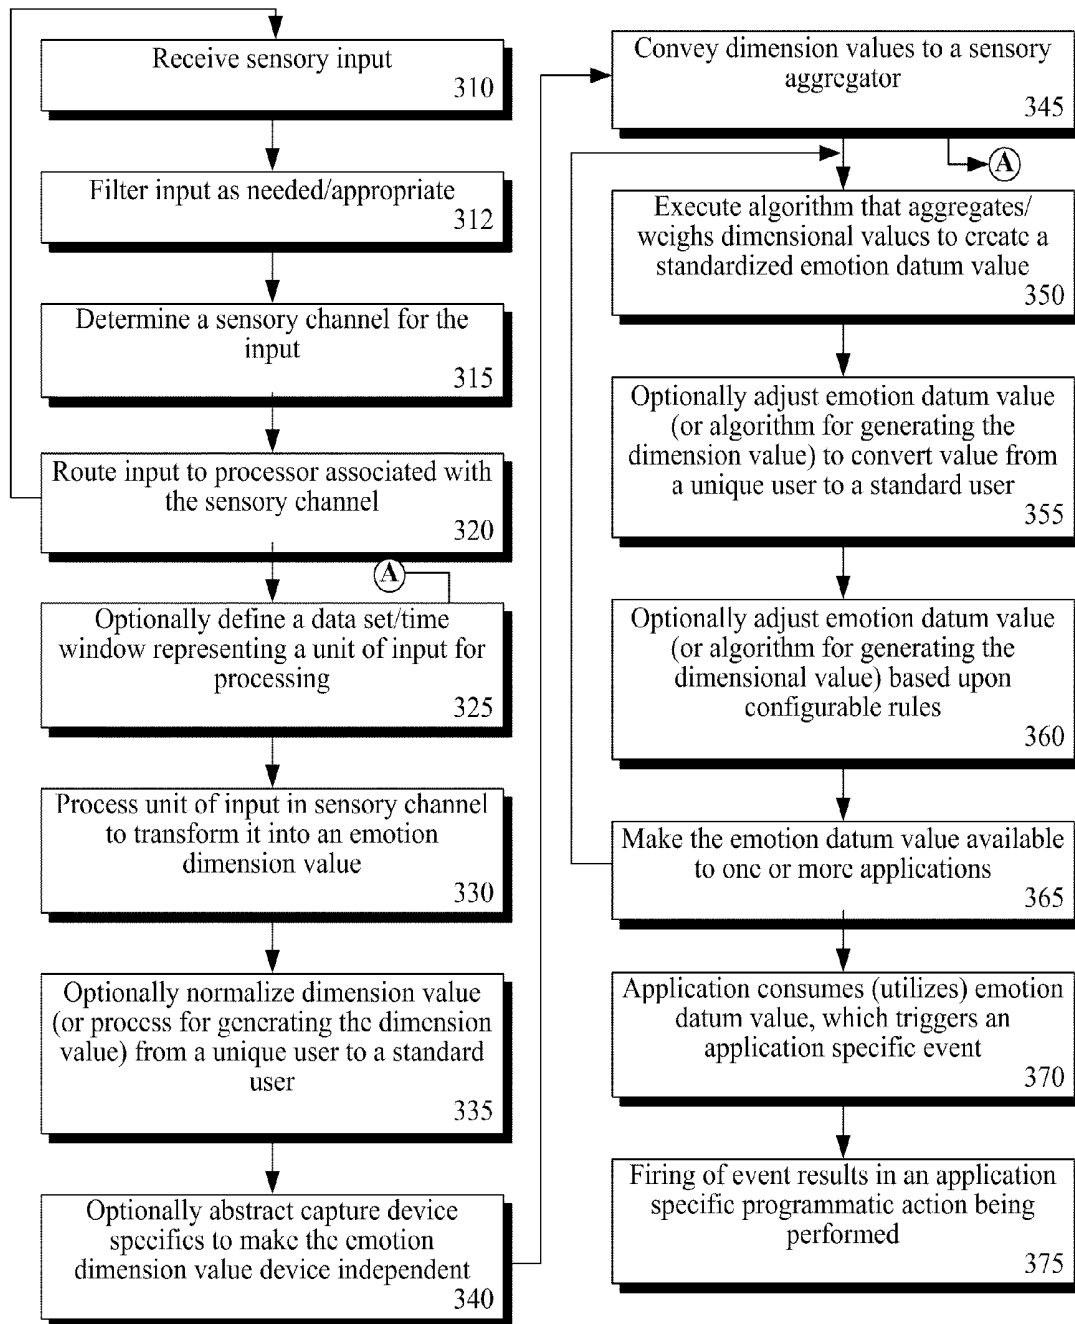 Receive sensory input
310
Filter input as needed/appropriate
312
Determine a sensory channel for the
input
315
Route input to processor associated with
the sensory channel
320
A
Optionally define a data set/time
window representing a unit of input for
processing
325
Process unit of input in sensory channel
to transform it into an emotion
dimension value
330
Optionally normalize dimension value
(or process for generating the dimension
value) from a unique user to a standard
user
335
Optionally abstract capture device
specifics to make the emotion
dimension value device independent
340
Convey dimension values to a sensory
aggregator
345
A
Execute algorithm that aggregates/
weighs dimensional values to create a
standardized emotion datum value
350
Optionally adjust emotion datum value
(or algorithm for generating the
dimension value) to convert value from
a unique user to a standard user
355
Optionally adjust emotion datum value
(or algorithm for generating the
dimensional value) based upon
configurable rules
360
Make the emotion datum value available
to one or more applications
365
Application consumes (utilizes) emotion
datum value, which triggers an
application specific event
370
Firing of event results in an application
specific programmatic action being
performed
375